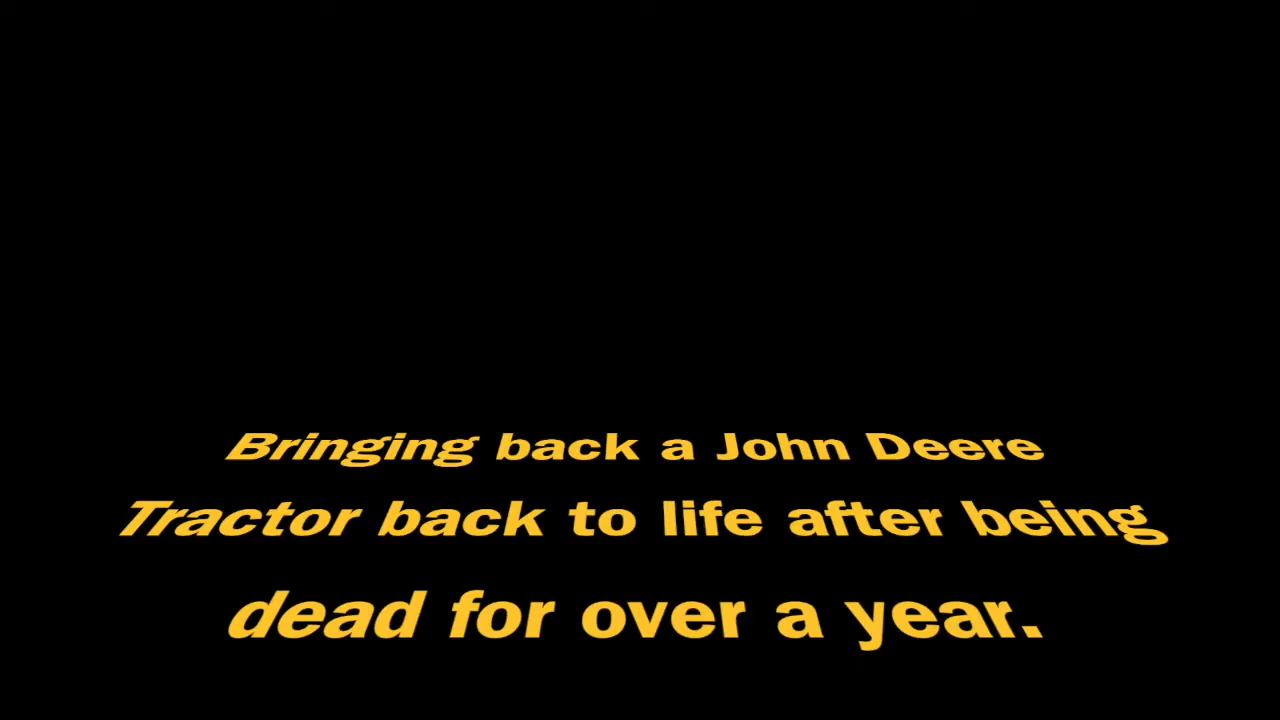 Bringing back a John Deere
Tractor back to life after being
dead for over a year.